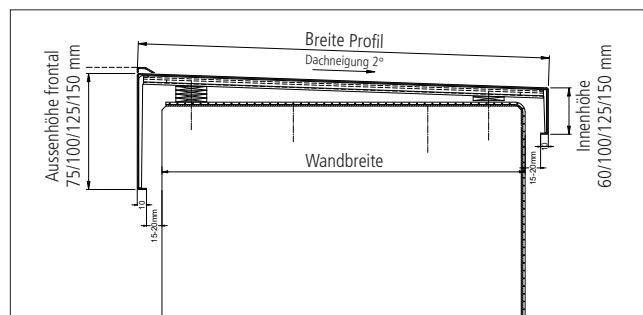 Breite Profil
Dachneigung 2°
Aussenhöhe frontal
75/100/125/150 mm
Innenhöhe
60/100/125/150 mm
Wandbreite
10
15-20mm
10
15-20mm